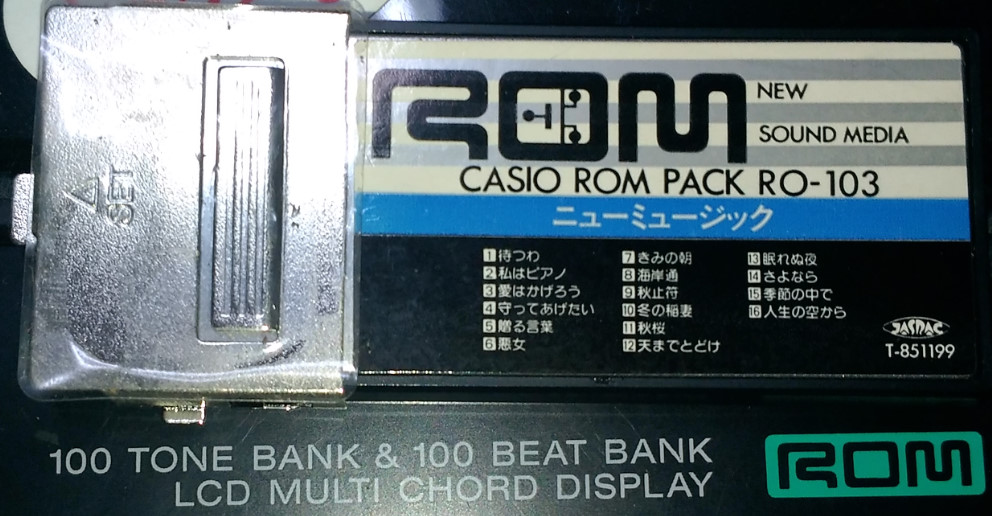 SET
ROM
NEW
SOUND MEDIA
CASIO ROM PACK RO-103
ニューミュージック
1 待つわ
2 私はピアノ
3 愛はかげろう
4 守ってあげたい
5 贈る言葉
6 悪女
7 きみの朝
8 海岸通
9 秋止符
10 冬の稲妻
11 秋桜
12 天までとどけ
13 眠れぬ夜
14 さよなら
15 季節の中で
16 人生の空から
JASRAC
T-851199
100 TONE BANK & 100 BEAT BANK
LCD MULTI CHORD DISPLAY
ROM